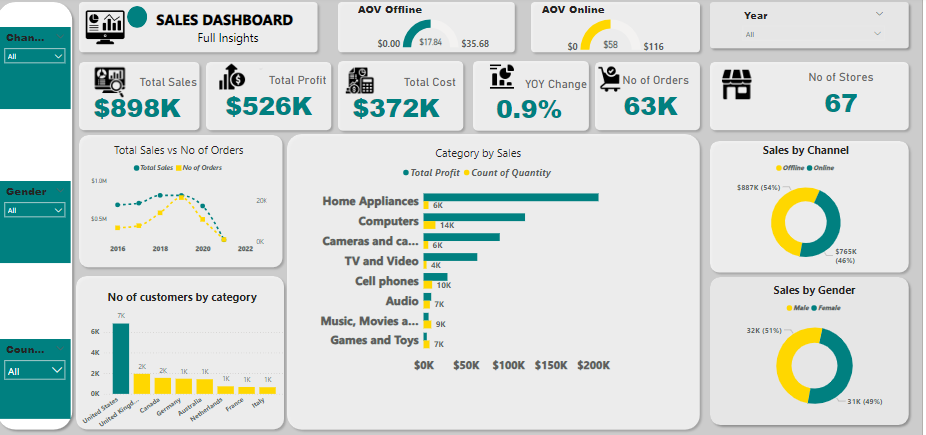 SALES DASHBOARD
Full Insights
AOV Offline
$0.00
$17.84
$35.68
AOV Online
$0
$58
$116
Year
All
Chan...
All
Gender
All
Coun...
All
Total Sales
$898K
Total Profit
$526K
Total Cost
$372K
YOY Change
0.9%
No of Orders
63K
No of Stores
67
Total Sales vs No of Orders
Total Sales No of Orders
$1.0M
$0.5M
20K
0K
2016 2018 2020 2022
No of customers by category
6K
4K
2K
0K
7K
2K
2K
1K
1K
1K
1K
1K
United States
United Kingd...
Canada
Germany
Australia
Netherlands
France
Italy
Category by Sales
Total Profit Count of Quantity
Home Appliances 6K
Computers 14K
Cameras and ca... 6K
TV and Video 4K
Cell phones 10K
Audio 7K
Music, Movies a... 9K
Games and Toys 7K
$0K $50K $100K $150K $200K
Sales by Channel
Offline Online
$887K (54%)
$765K
(46%)
Sales by Gender
Male Female
32K (51%)
31K (49%)